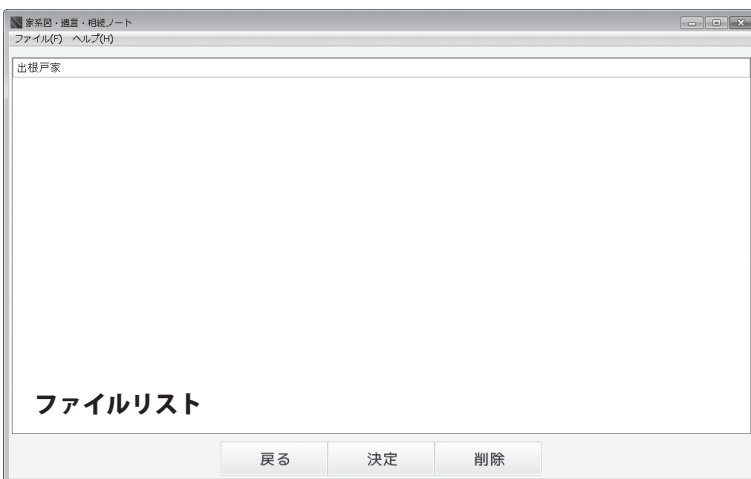 家系図・遺言・相続ノート
ファイル(F) ヘルプ(H)
出根戸家
ファイルリスト
戻る 決定 削除